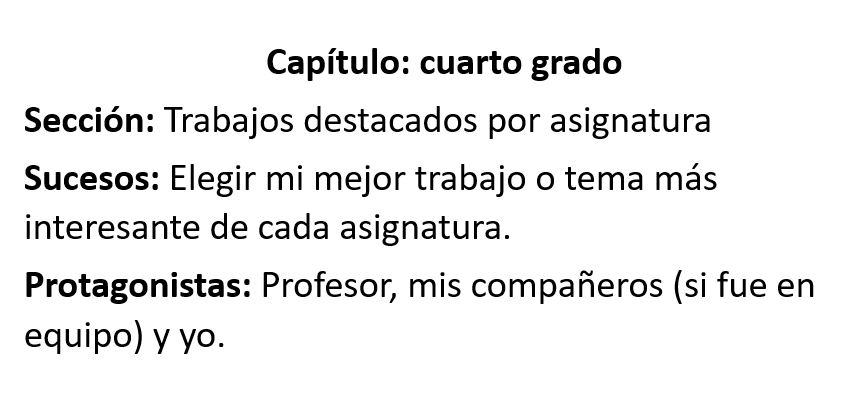 Capítulo: cuarto grado
Sección: Trabajos destacados por asignatura
Sucesos: Elegir mi mejor trabajo o tema más
interesante de cada asignatura.
Protagonistas: Profesor, mis compañeros (si fue en
equipo) y yo.